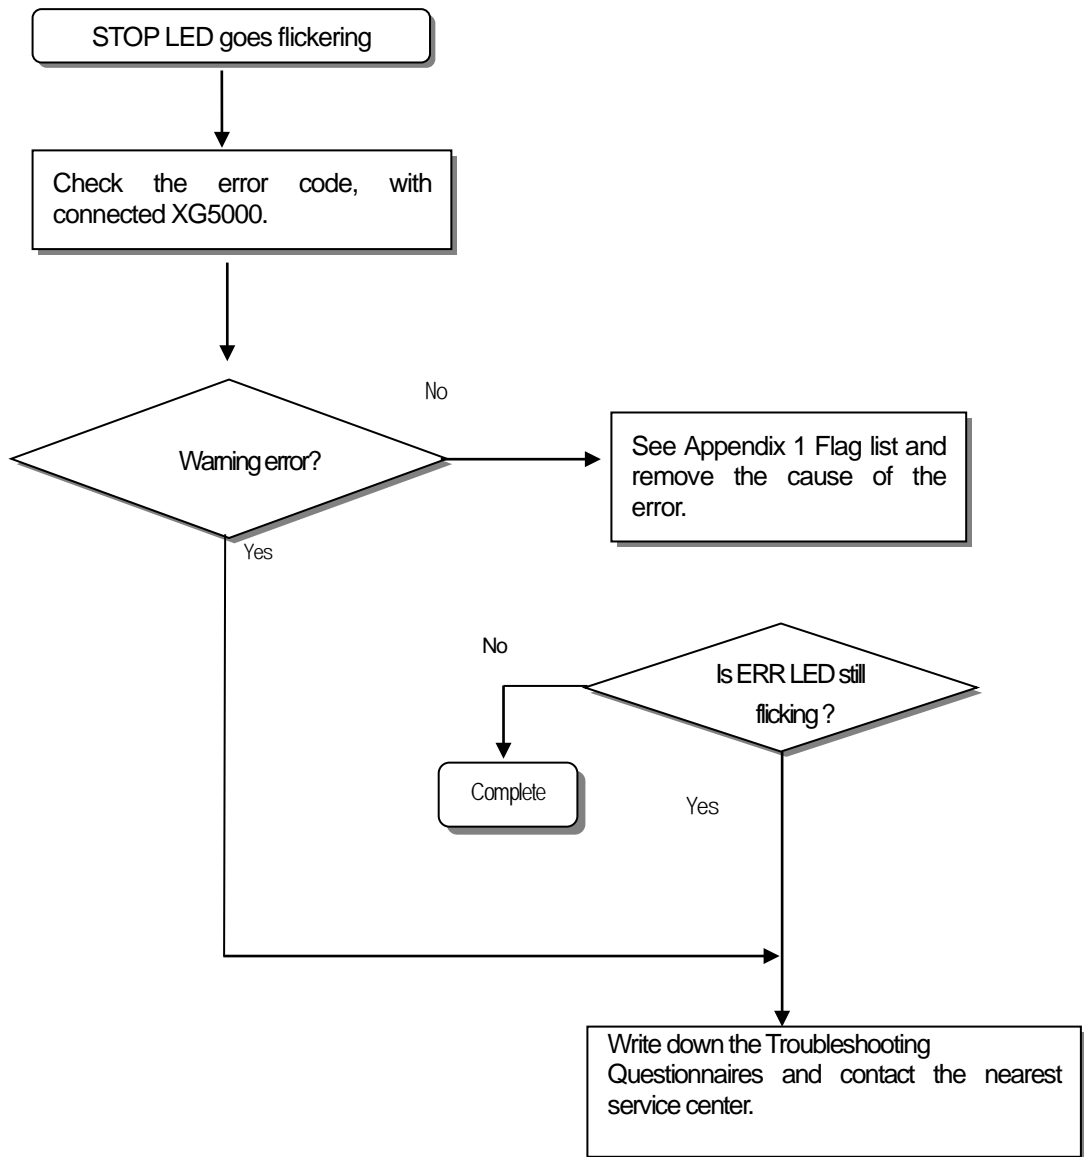 STOP LED goes flickering
Check the error code, with
connected XG5000.
Warning error?
No
See Appendix 1 Flag list and
remove the cause of the
error.
Yes
No
Is ERR LED still
flicking ?
Complete
Yes
Write down the Troubleshooting
Questionnaires and contact the nearest
service center.